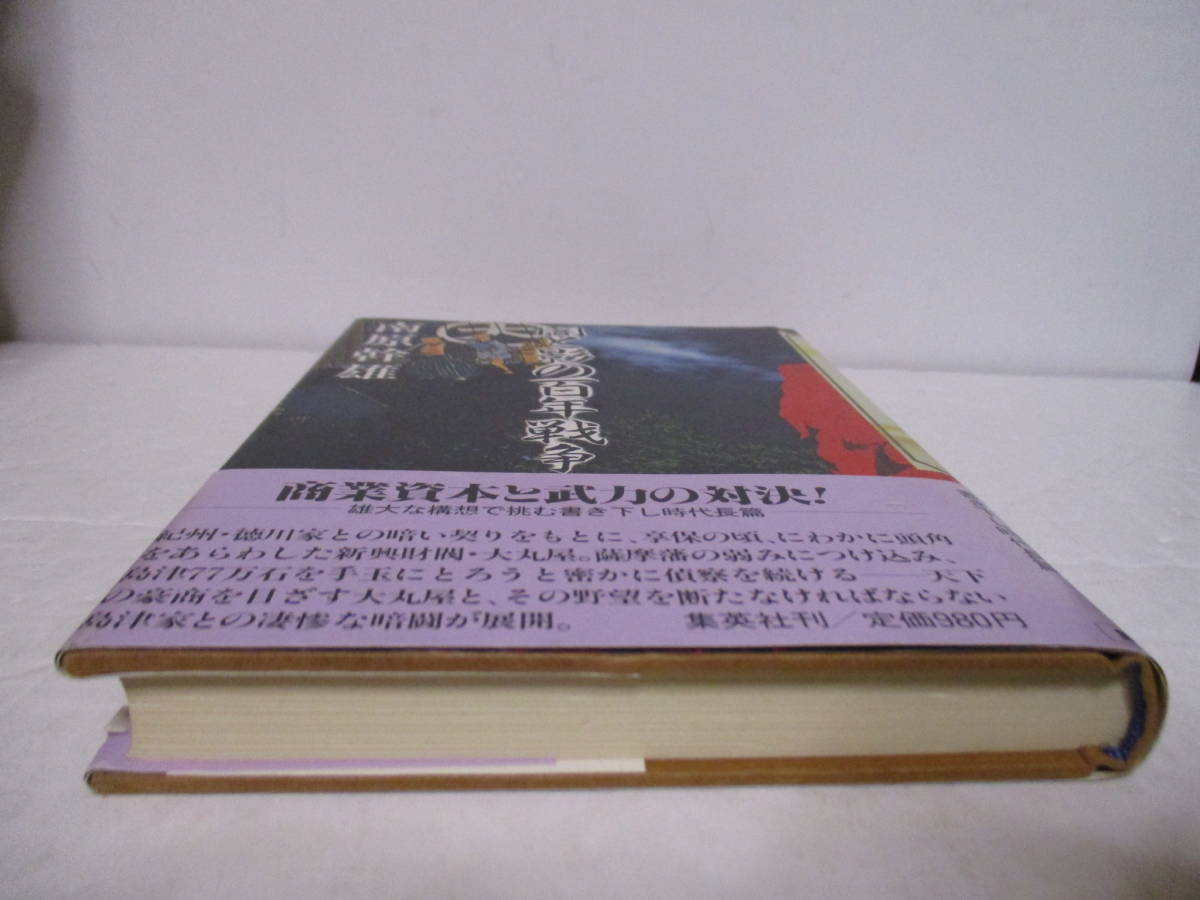 影の百年戦争
南原幹雄
商業資本と武力の対決!
雄大な構想で挑む書き下し時代長篇
紀州・徳川家との暗い契りをもとに、享保の頃、にわかに頭角
をあらわした新興財閥・大丸屋。薩摩藩の弱みにつけ込み、
島津77万石を手玉にとろうと密かに偵察を続ける——天下
の豪商を目ざす大丸屋と、その野望を断たなければならない
島津家との凄惨な暗闘が展開。
集英社刊/定価980円